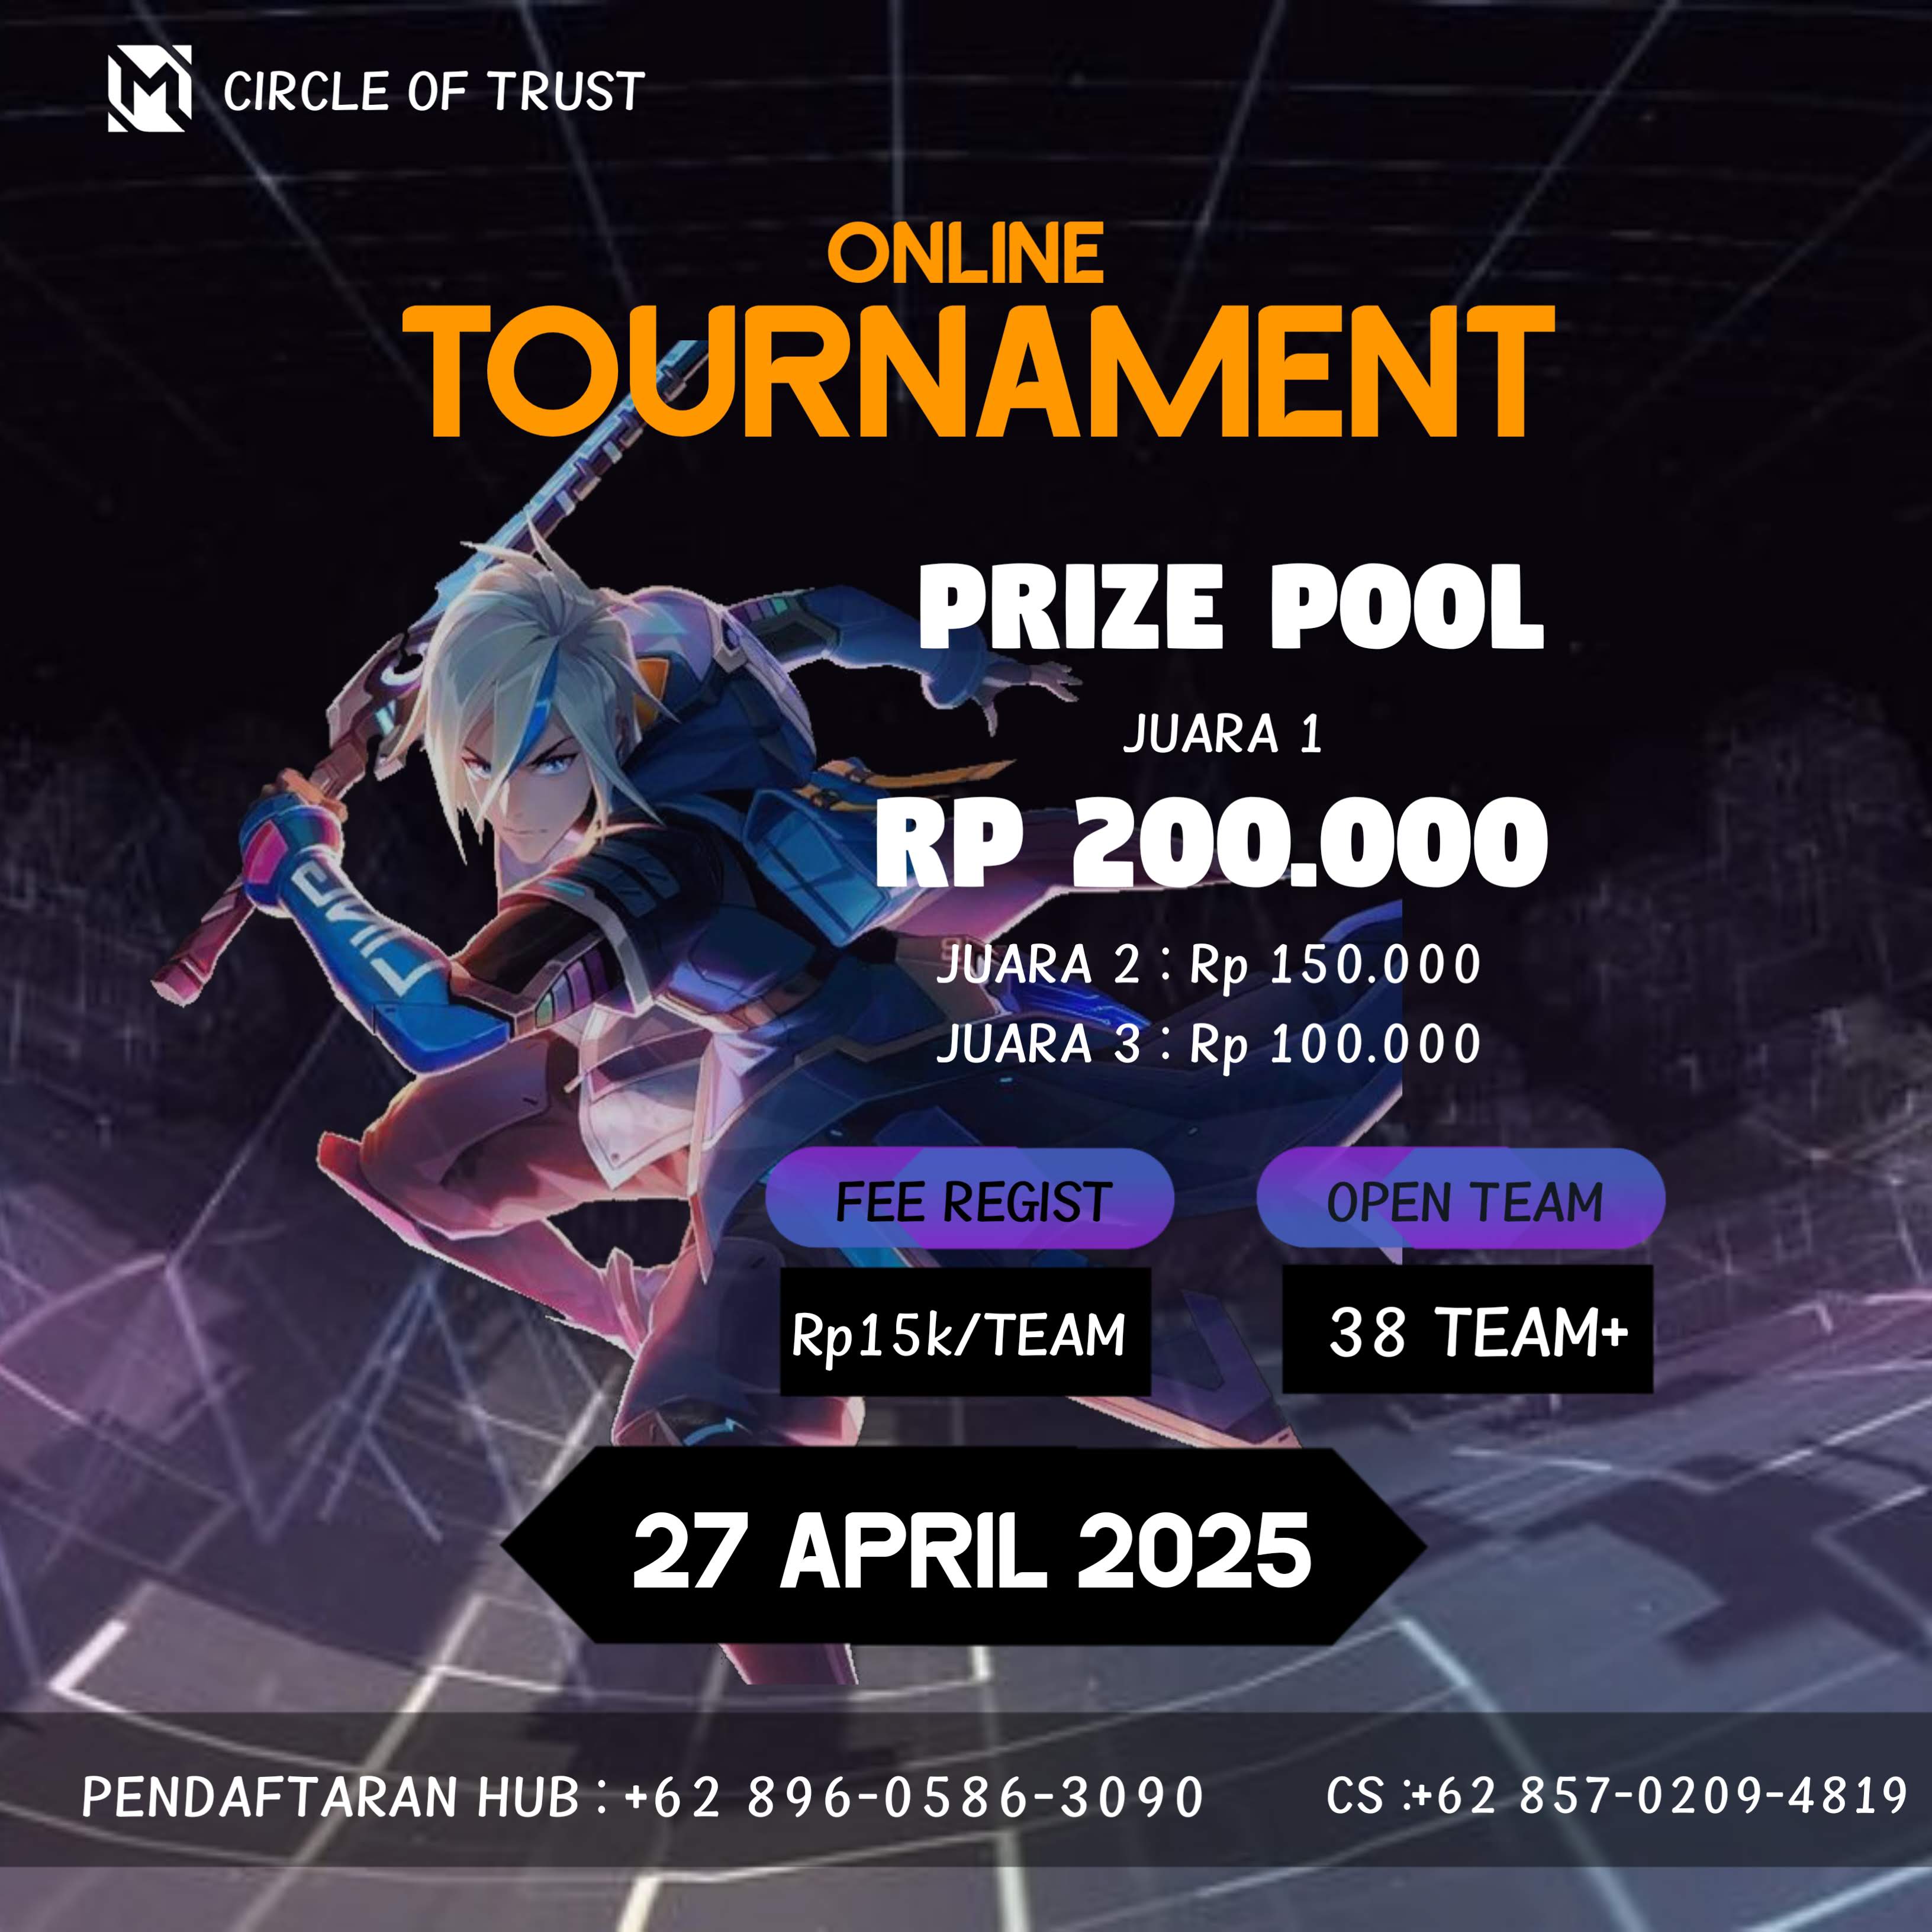 CIRCLE OF TRUST
ONLINE
TOURNAMENT
PRIZE POOL
JUARA 1
RP 200.000
JUARA 2 : Rp 150.000
JUARA 3 : Rp 100.000
FEE REGIST
OPEN TEAM
Rp15k/TEAM
38 TEAM+
27 APRIL 2025
PENDAFTARAN HUB : +62 896-0586-3090
CS :+62 857-0209-4819